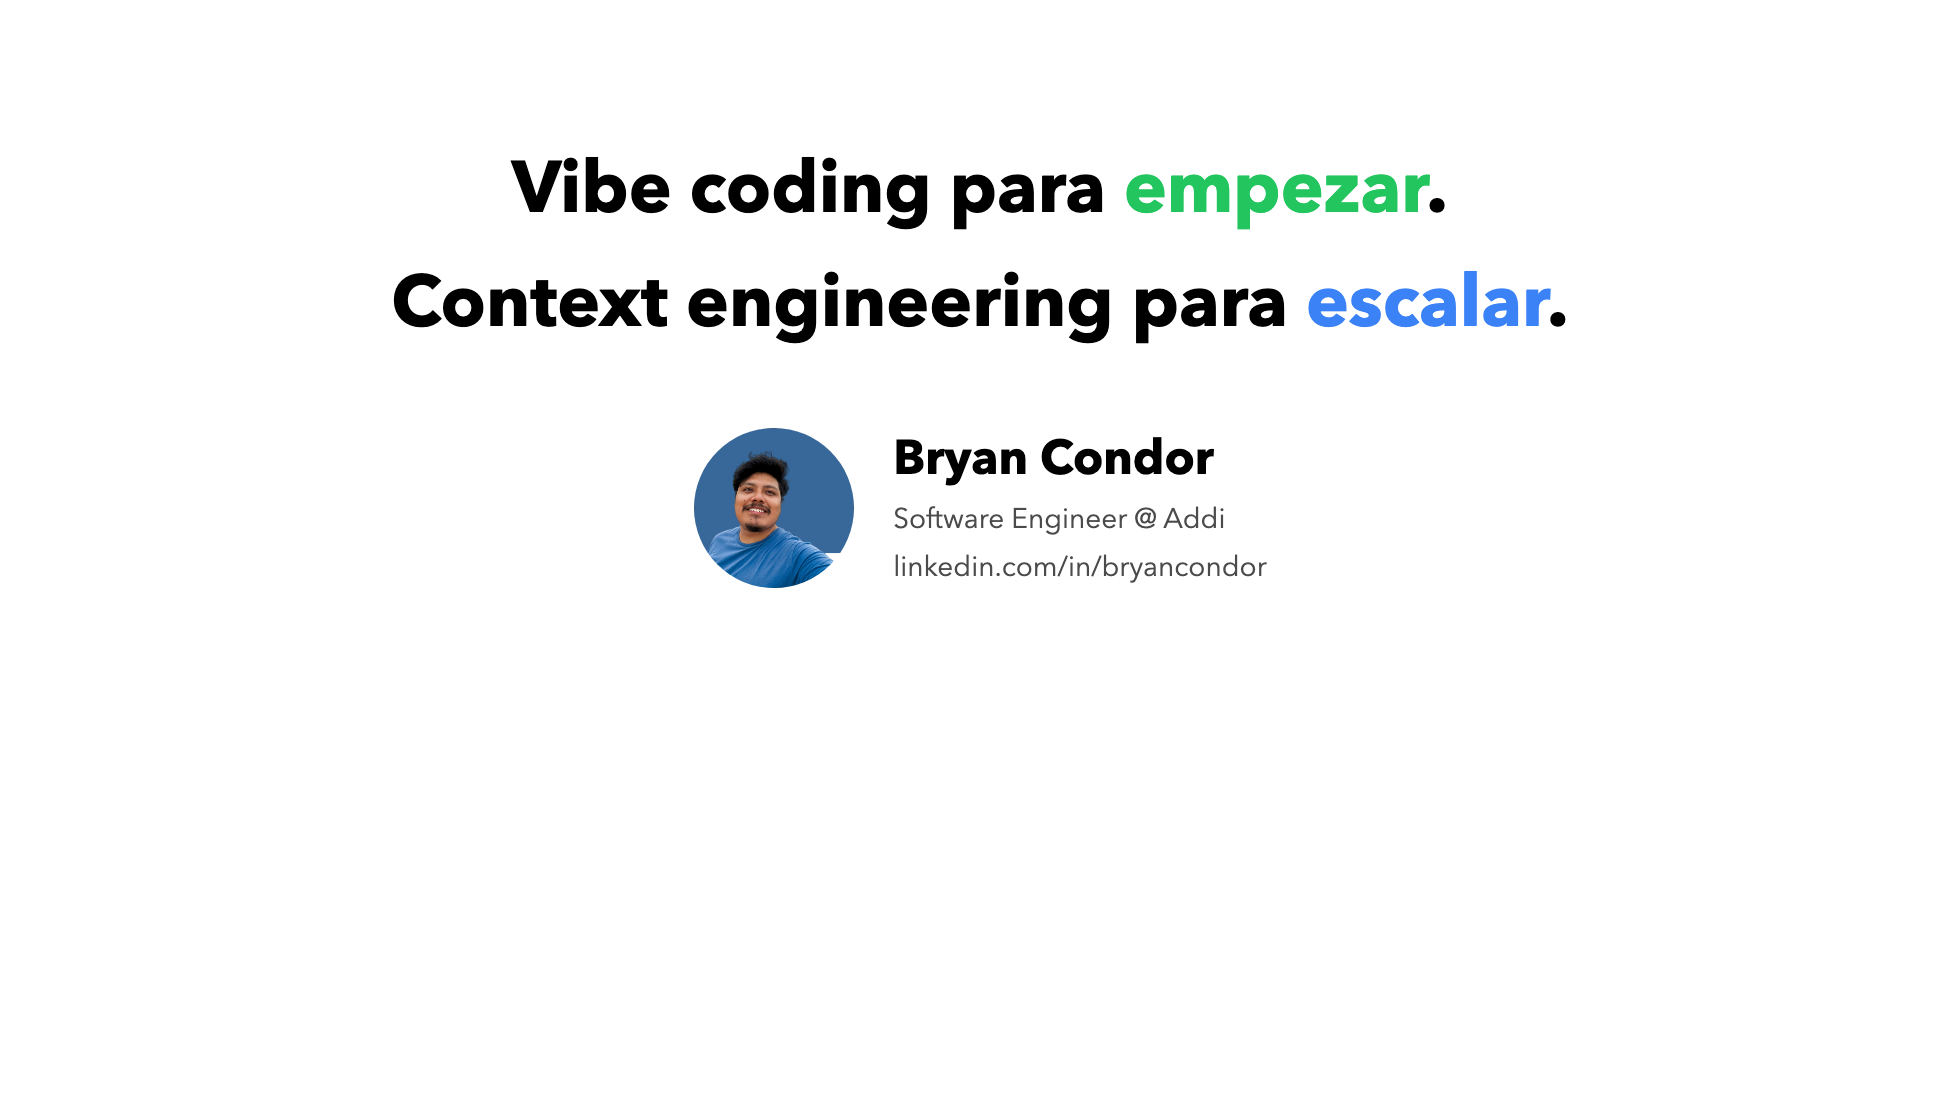 Vibe coding para empezar.
Context engineering para escalar.
Bryan Condor
Software Engineer @ Addi
linkedin.com/in/bryancondor